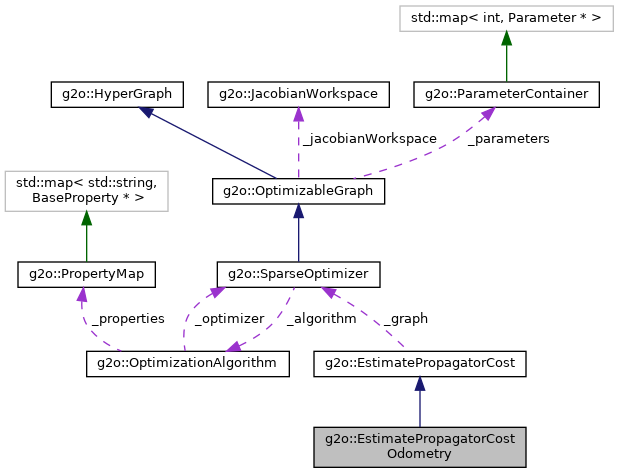 std::map< int, Parameter * >
g2o::HyperGraph
g2o::JacobianWorkspace
g2o::ParameterContainer
_jacobianWorkspace
_parameters
std::map< std::string,
BaseProperty * >
g2o::OptimizableGraph
g2o::PropertyMap
g2o::SparseOptimizer
_properties
_optimizer
_algorithm
_graph
g2o::OptimizationAlgorithm
g2o::EstimatePropagatorCost
g2o::EstimatePropagatorCost
Odometry